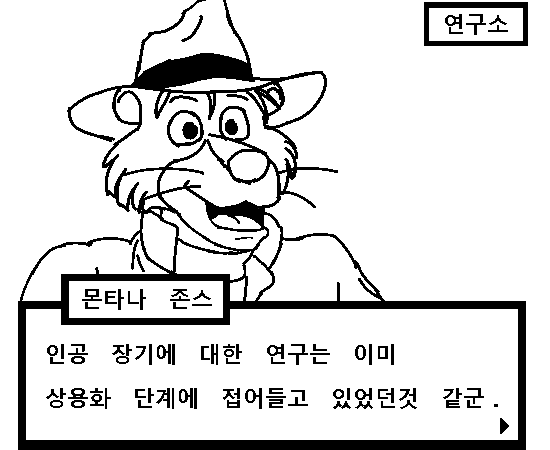 연구소
몬타나 존스
인공 장기에 대한 연구는 이미
상용화 단계에 접어들고 있었던것 같군.